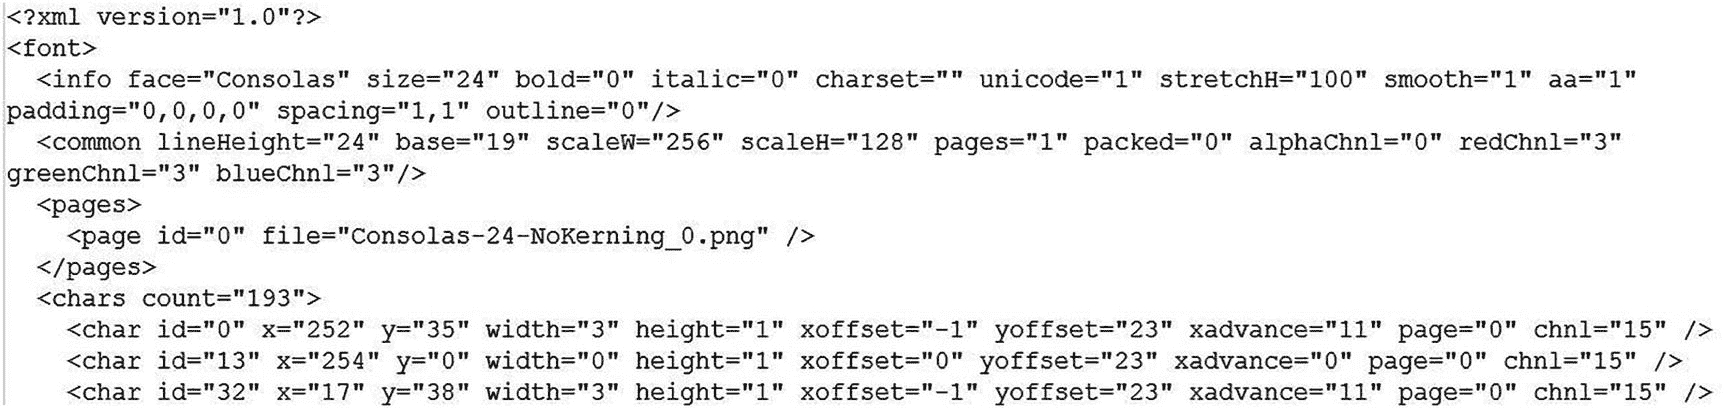 <?xml version="1.0"?>
<font>
<info face="Consolas" size="24" bold="0" italic="0" charset="" unicode="1" stretchH="100" smooth="1" aa="1"
padding="0,0,0,0" spacing="1,1" outline="0"/>
<common lineHeight="24" base="19" scaleW="256" scaleH="128" pages="1" packed="0" alphaChnl="0" redChnl="3"
greenChnl="3" blueChnl="3"/>
<pages>
<page id="0" file="Consolas-24-NoKerning_0.png" />
</pages>
<chars count="193">
<char id="0" x="252" y="35" width="3" height="1" xoffset="-1" yoffset="23" xadvance="11" page="0" chnl="15" />
<char id="13" x="254" y="0" width="0" height="1" xoffset="0" yoffset="23" xadvance="0" page="0" chnl="15" />
<char id="32" x="17" y="38" width="3" height="1" xoffset="-1" yoffset="23" xadvance="11" page="0" chnl="15" />